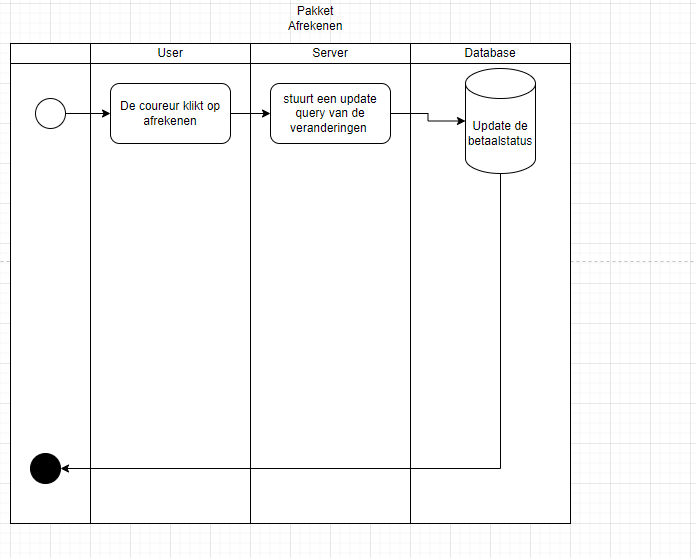 Pakket
Afrekenen
User
Server
Database
De coureur klikt op
afrekenen
stuurt een update
query van de
veranderingen
Update de
betaalstatus